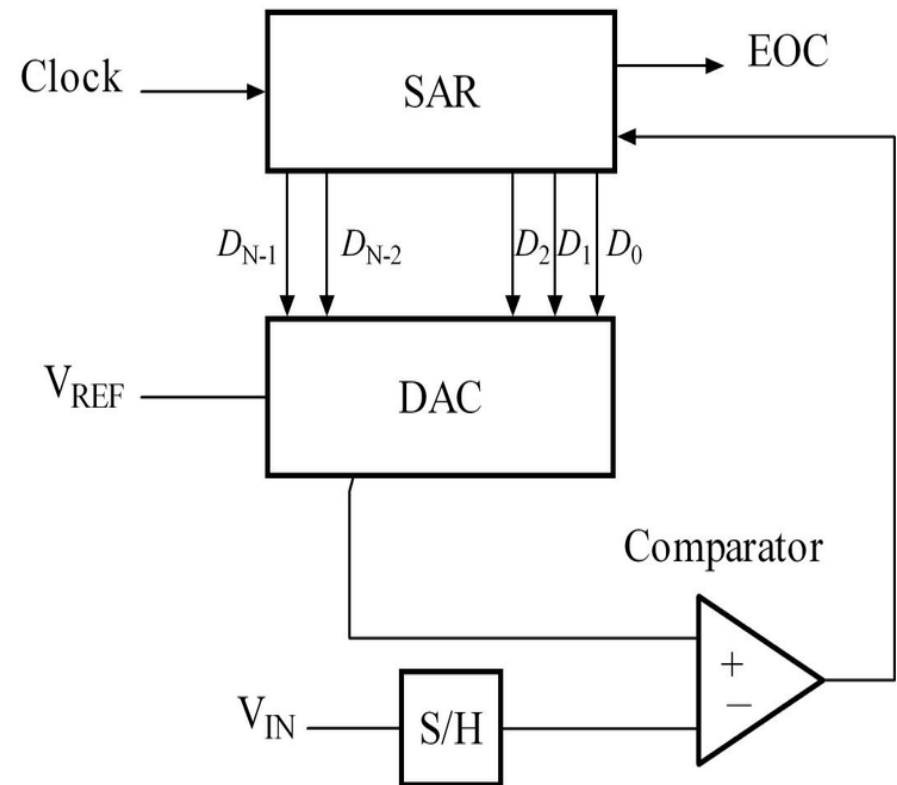 Clock
SAR
EOC
D_N-1
D_N-2
D_2
D_1
D_0
V_REF
DAC
Comparator
+
−
V_IN
S/H